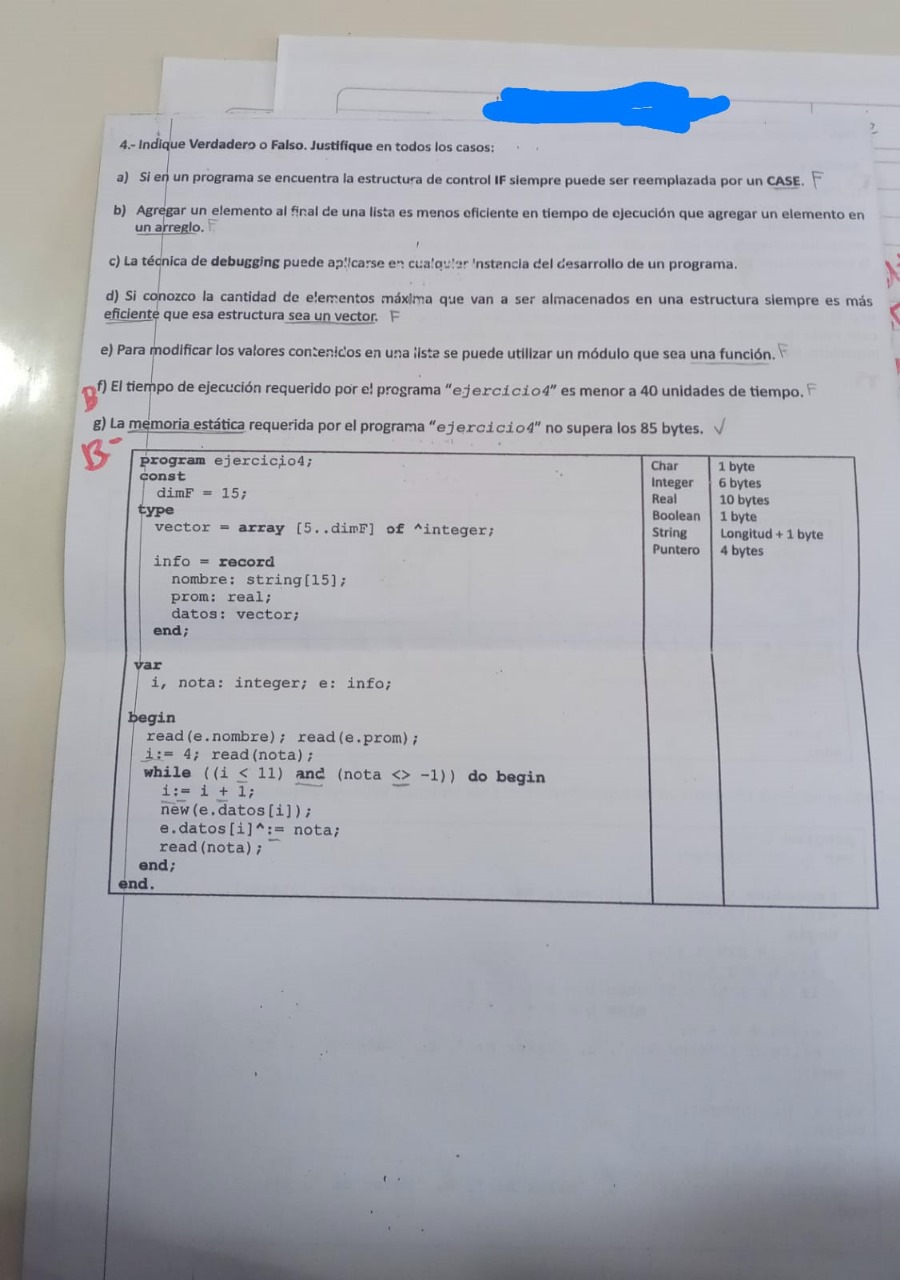 4.- Indique Verdadero o Falso. Justifique en todos los casos:
a) Si en un programa se encuentra la estructura de control IF siempre puede ser reemplazada por un CASE. F
b) Agregar un elemento al final de una lista es menos eficiente en tiempo de ejecución que agregar un elemento en
un arreglo. F
c) La técnica de debugging puede aplicarse en cualquier instancia del desarrollo de un programa.
d) Si conozco la cantidad de elementos máxima que van a ser almacenados en una estructura siempre es más
eficiente que esa estructura sea un vector. F
e) Para modificar los valores contenidos en una lista se puede utilizar un módulo que sea una función. F
B f) El tiempo de ejecución requerido por el programa "ejercicio4" es menor a 40 unidades de tiempo. F
g) La memoria estática requerida por el programa "ejercicio4" no supera los 85 bytes. √
B-
program ejercicio4;
const
dimF = 15;
type
vector = array [5..dimF] of ^integer;
info = record
nombre: string[15];
prom: real;
datos: vector;
end;
var
i, nota: integer; e: info;
begin
read(e.nombre); read(e.prom);
i:= 4; read(nota);
while ((i < 11) and (nota <> -1)) do begin
i:= i + 1;
new(e.datos[i]);
e.datos[i]^:= nota;
read(nota);
end;
end.
Char 1 byte
Integer 6 bytes
Real 10 bytes
Boolean 1 byte
String Longitud + 1 byte
Puntero 4 bytes